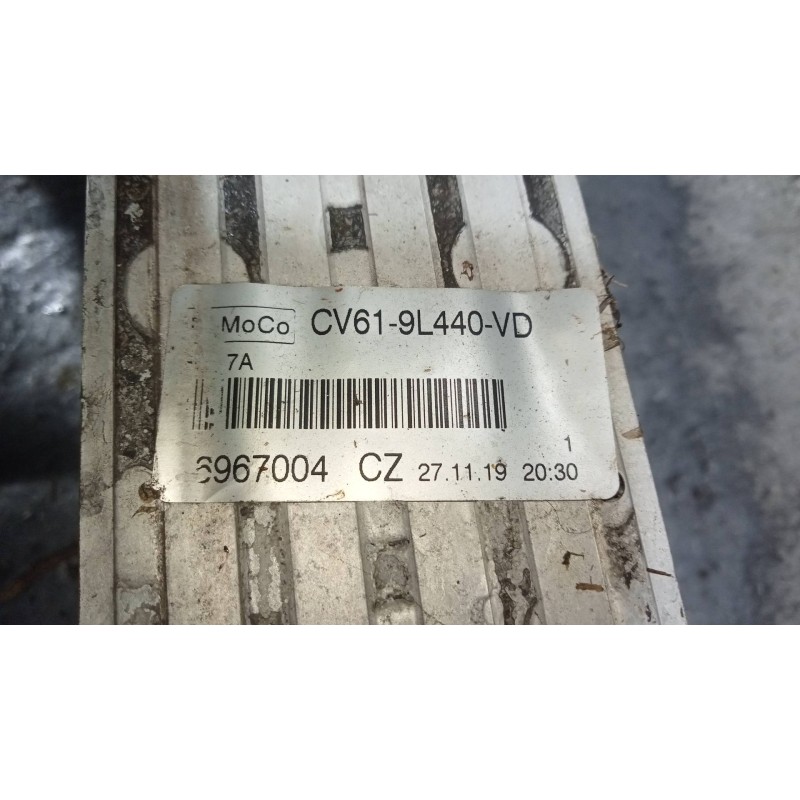 MoCo CV61-9L440-VD
7A
6967004 CZ 27.11.19 20:30
1